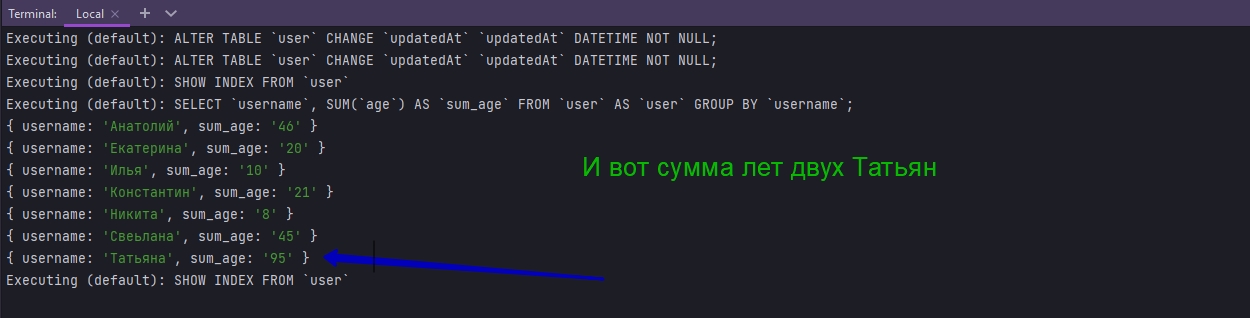 Terminal: Local × +
Executing (default): ALTER TABLE `user` CHANGE `updatedAt` `updatedAt` DATETIME NOT NULL;
Executing (default): ALTER TABLE `user` CHANGE `updatedAt` `updatedAt` DATETIME NOT NULL;
Executing (default): SHOW INDEX FROM `user`
Executing (default): SELECT `username`, SUM(`age`) AS `sum_age` FROM `user` AS `user` GROUP BY `username`;
{ username: 'Анатолий', sum_age: '46' }
{ username: 'Екатерина', sum_age: '20' }
{ username: 'Илья', sum_age: '10' }
И вот сумма лет двух Татьян
{ username: 'Константин', sum_age: '21' }
{ username: 'Никита', sum_age: '8' }
{ username: 'Свеьлана', sum_age: '45' }
{ username: 'Татьяна', sum_age: '95' }
Executing (default): SHOW INDEX FROM `user`